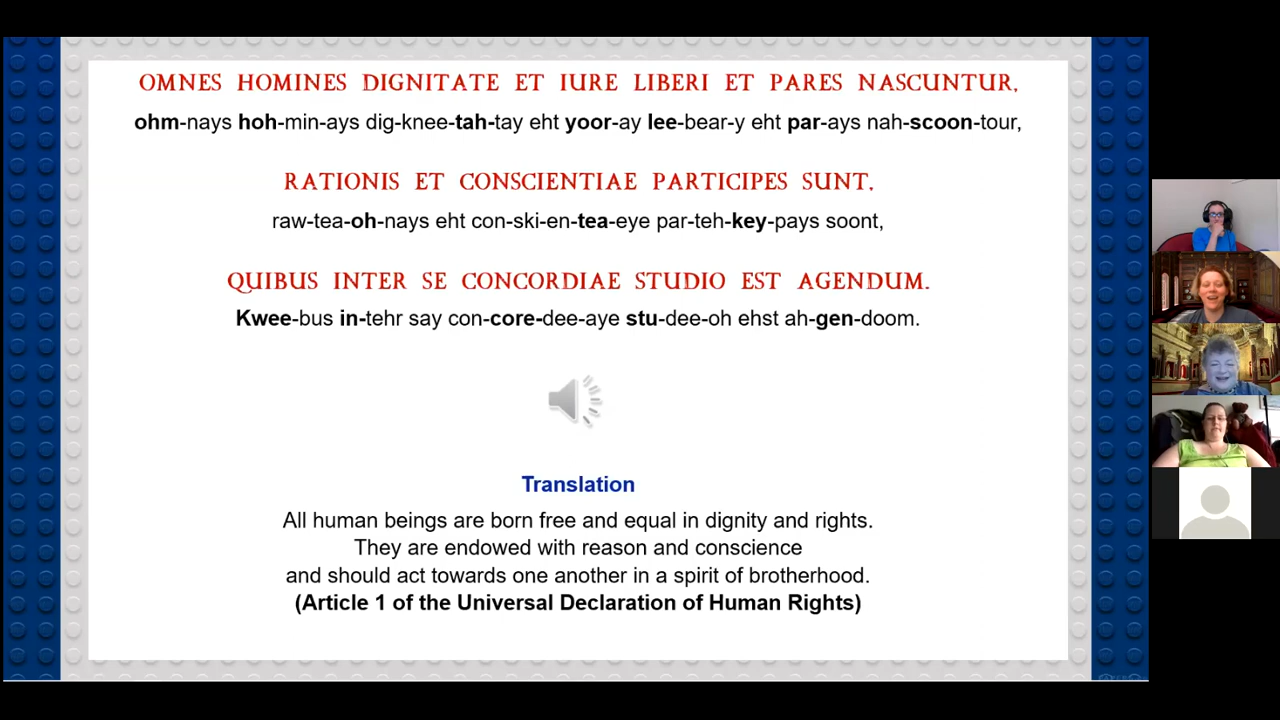 OMNES HOMINES DIGNITATE ET IURE LIBERI ET PARES NASCUNTUR,
ohm-nays hoh-min-ays dig-knee-tah-tay eht yoor-ay lee-bear-y eht par-ays nah-scoon-tour,
RATIONIS ET CONSCIENTIAE PARTICIPES SUNT,
raw-tea-oh-nays eht con-ski-en-tea-eye par-teh-key-pays soont,
QUIBUS INTER SE CONCORDIAE STUDIO EST AGENDUM.
Kwee-bus in-tehr say con-core-dee-aye stu-dee-oh ehst ah-gen-doom.
Translation
All human beings are born free and equal in dignity and rights.
They are endowed with reason and conscience
and should act towards one another in a spirit of brotherhood.
(Article 1 of the Universal Declaration of Human Rights)